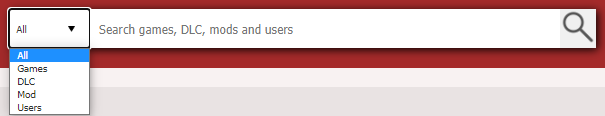 All Search games, DLC, mods and users
All
Games
DLC
Mod
Users